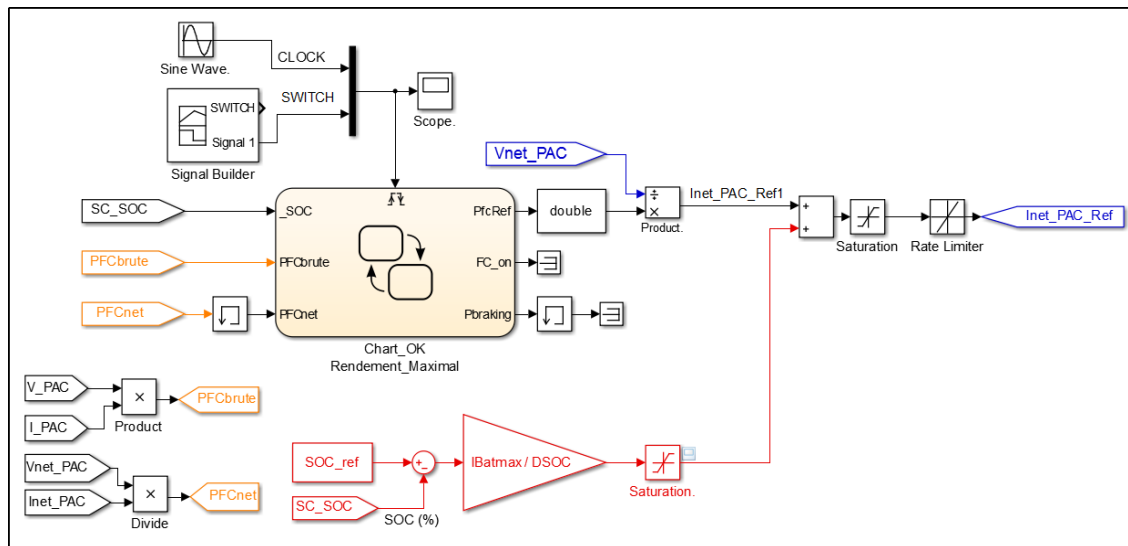 CLOCK
Sine Wave.
SWITCH
SWITCH
Signal 1
Signal Builder
Scope.
Vnet_PAC
SC_SOC
_SOC
PfcRef
double
÷
×
Product.
Inet_PAC_Ref1
+
+
Saturation
Rate Limiter
Inet_PAC_Ref
PFCbrute
PFCbrute
FC_on
PFCnet
PFCnet
Pbraking
Chart_OK
Rendement_Maximal
V_PAC
I_PAC
×
Product
PFCbrute
Vnet_PAC
Inet_PAC
×
Divide
PFCnet
SOC_ref
+
-
IBatmax / DSOC
Saturation.
SC_SOC
SOC (%)